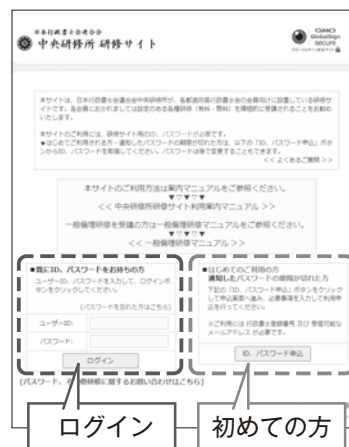 日本行政書士会連合会
中央研修所 研修サイト
GMO
GlobalSign
SECURE
本サイトは、日本行政書士会連合会中央研修所が、各都道府県行政書士会の会員向けに設置している研修サ
イトです。各会員におかれましては設定のある各種研修（有料・無料）を積極的に受講されることをお勧め
いたします。
本サイトのご利用には、研修サイト用のID、パスワードが必要です。
◆はじめてご利用される方・通知したパスワードの期限が切れた方は、以下の「ID、パスワード申込」ボタ
ンからID、パスワードを取得してください。パスワードは後で変更することもできます。
<< よくあるご質問 >>
本サイトのご利用方法は案内マニュアルをご参照ください。
▼▽▼▽▼
<< 中央研修所研修サイト利用案内マニュアル >>
一般倫理研修を受講の方は一般倫理研修マニュアルをご参照ください。
▼▽▼▽▼
<< 一般倫理研修マニュアル >>
■既にID、パスワードをお持ちの方
ユーザーID、パスワードを入力して、ログインボ
タンをクリックしてください。
(パスワードを忘れた方はこちら)
ユーザーID:
パスワード:
ログイン
■はじめてのご利用の方
通知したパスワードの期限が切れた方
下記の「ID、パスワード申込」ボタンをクリック
して申込画面へ進み、必要事項を入力して利用申
込を行ってください。
※ご利用には 行政書士登録番号 及び 受信可能な
メールアドレス が必要です。
ID、パスワード申込
(パスワード、その他研修に関するお問い合わせはこちら)
ログイン
初めての方